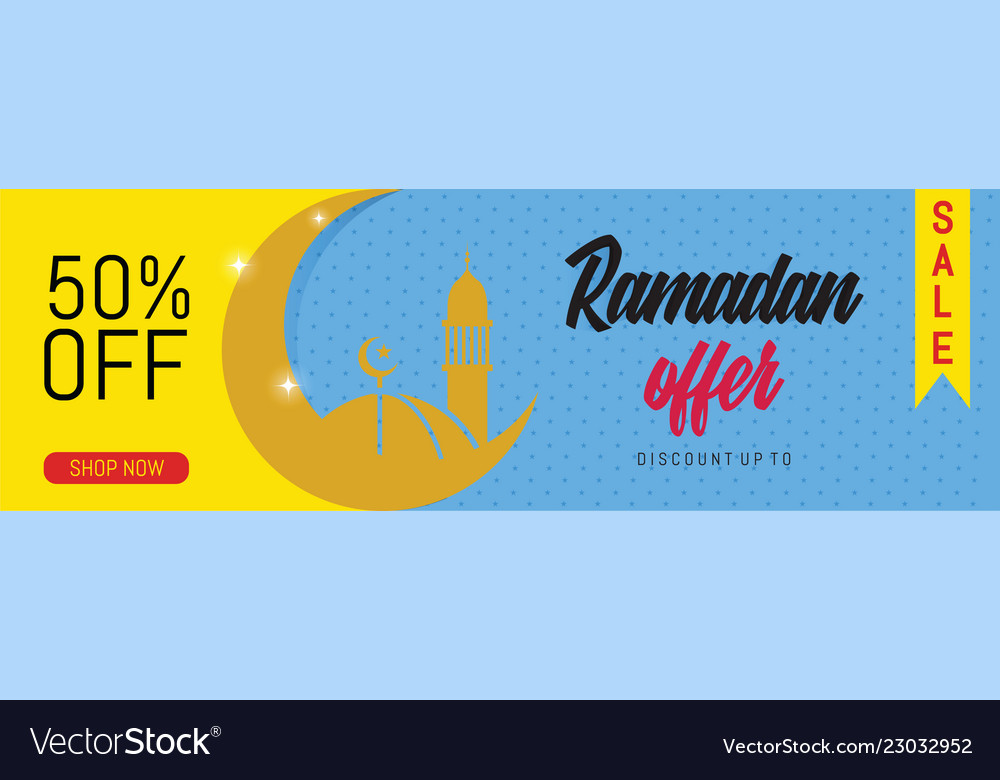 50%
OFF
SHOP NOW
Ramadan
offer
DISCOUNT UP TO
SALE
VectorStock®
VectorStock.com/23032952